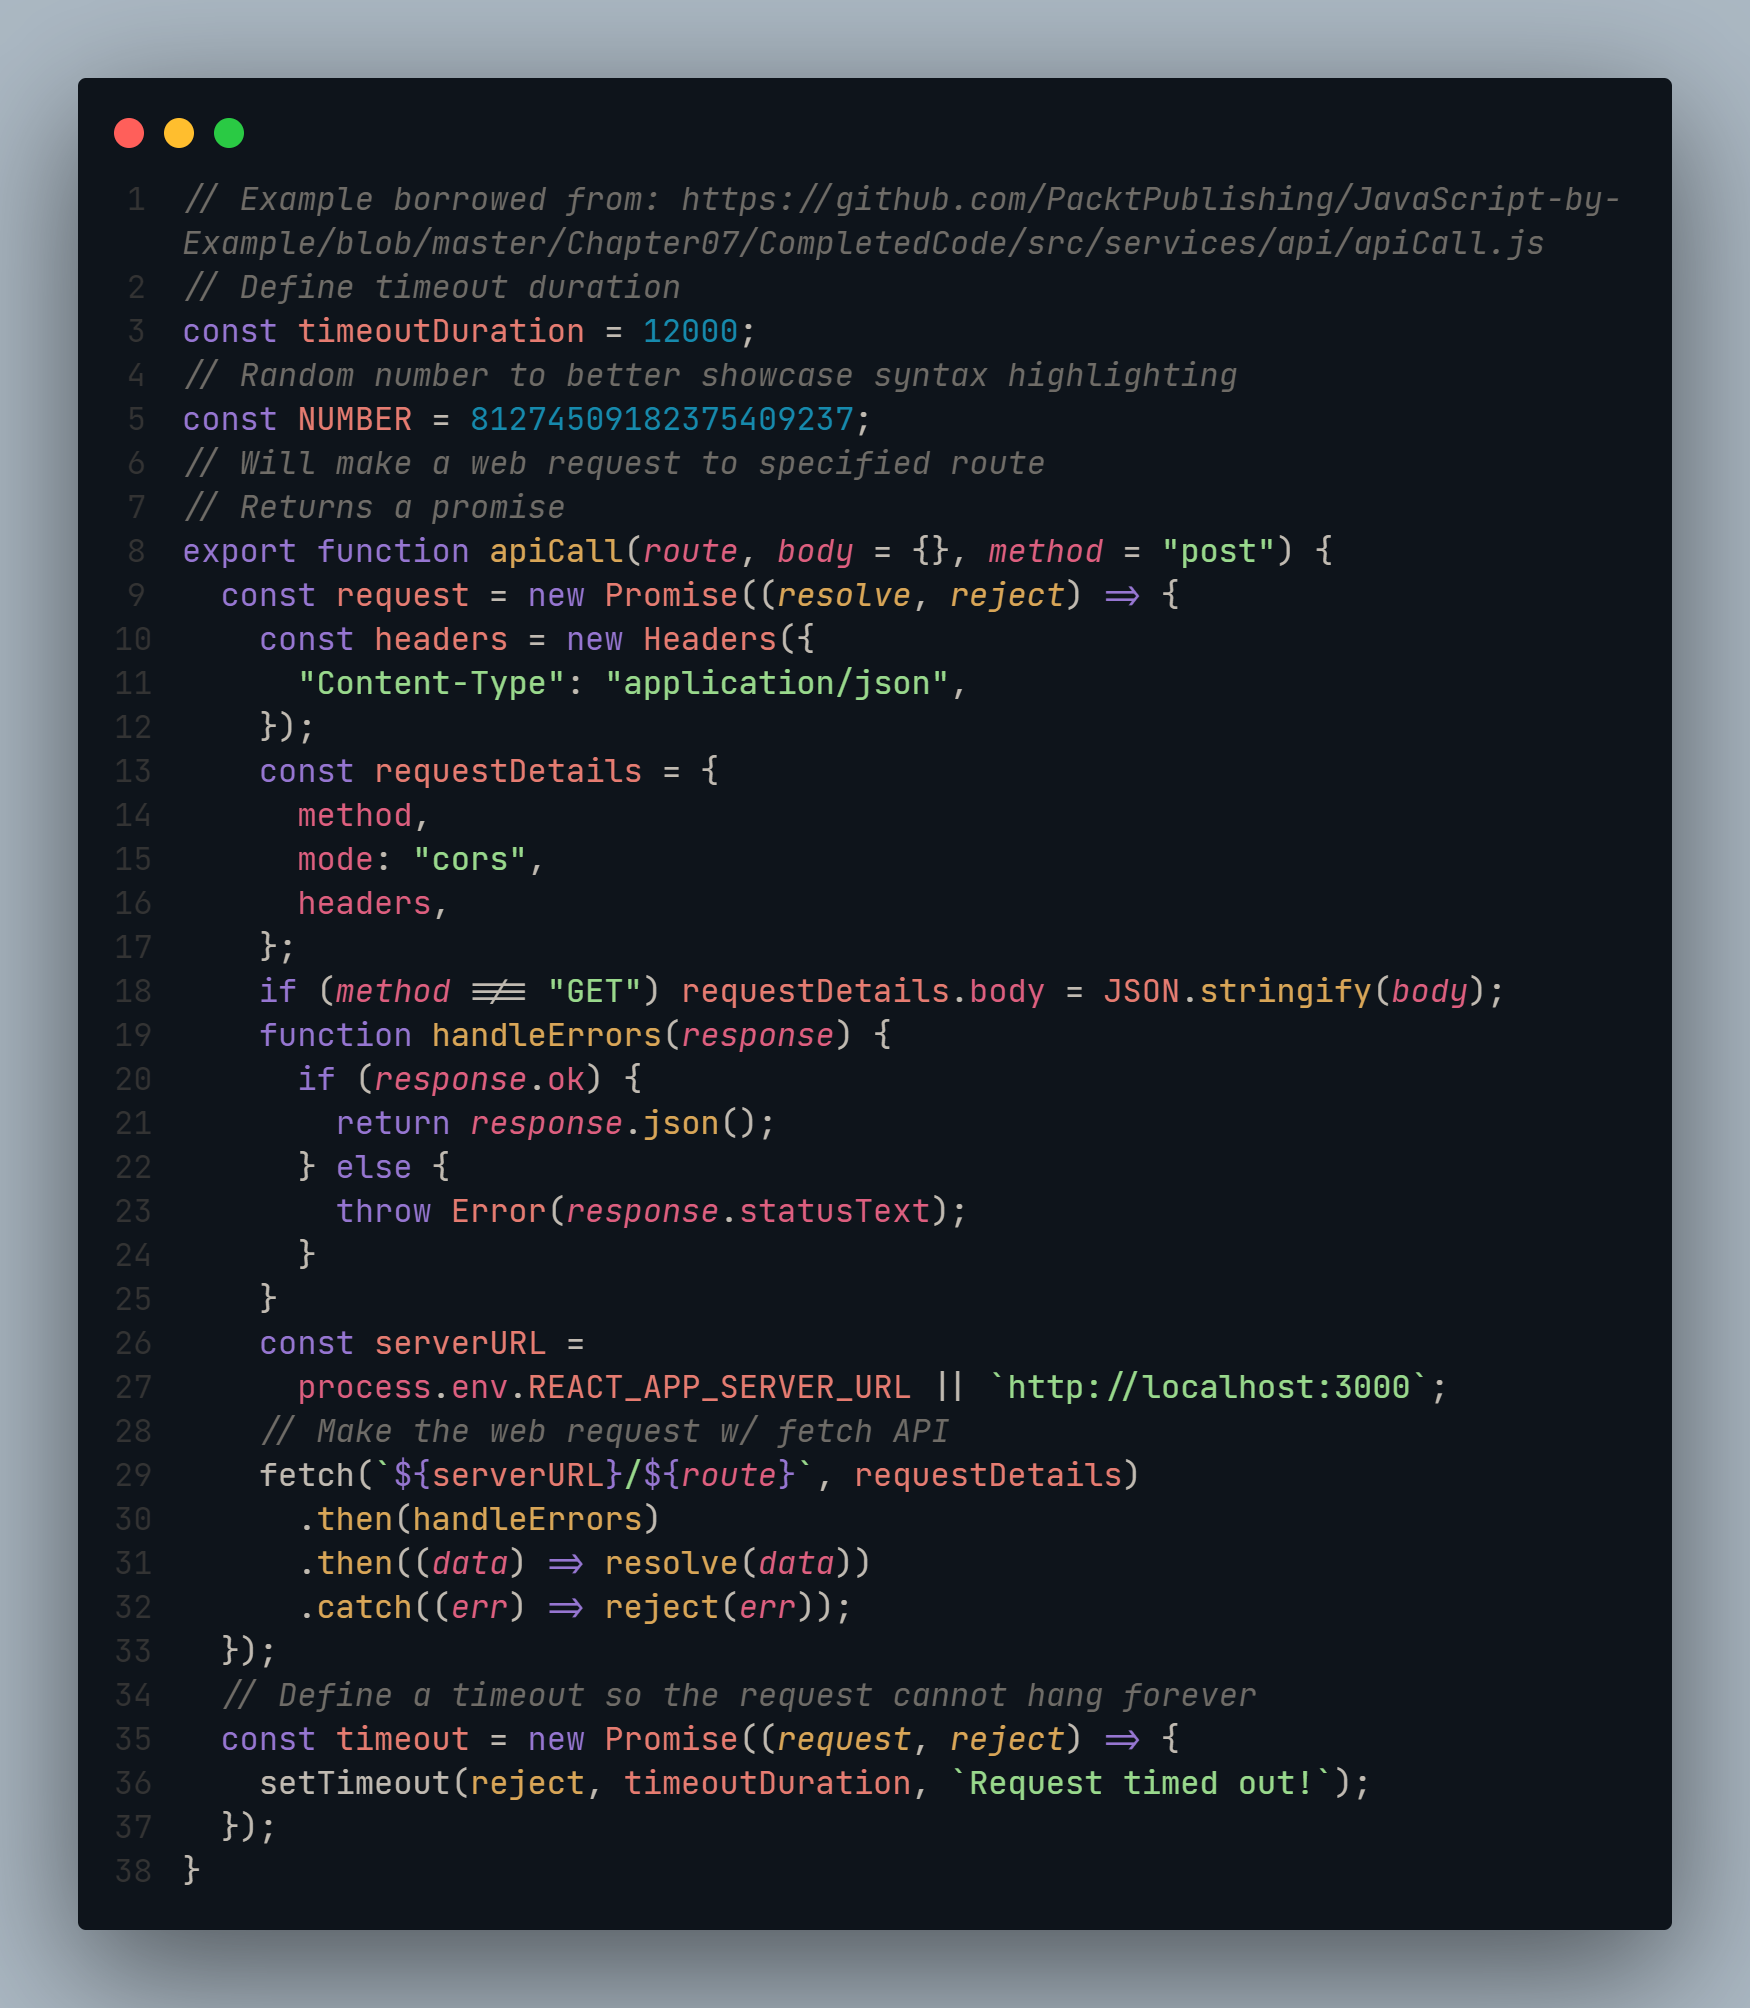 1 // Example borrowed from: https://github.com/PacktPublishing/JavaScript-by-
Example/blob/master/Chapter07/CompletedCode/src/services/api/apiCall.js
2 // Define timeout duration
3 const timeoutDuration = 12000;
4 // Random number to better showcase syntax highlighting
5 const NUMBER = 81274509182375409237;
6 // Will make a web request to specified route
7 // Returns a promise
8 export function apiCall(route, body = {}, method = "post") {
9   const request = new Promise((resolve, reject) => {
10     const headers = new Headers({
11       "Content-Type": "application/json",
12     });
13     const requestDetails = {
14       method,
15       mode: "cors",
16       headers,
17     };
18     if (method !== "GET") requestDetails.body = JSON.stringify(body);
19     function handleErrors(response) {
20       if (response.ok) {
21         return response.json();
22       } else {
23         throw Error(response.statusText);
24       }
25     }
26     const serverURL =
27       process.env.REACT_APP_SERVER_URL || `http://localhost:3000`;
28     // Make the web request w/ fetch API
29     fetch(`${serverURL}/${route}`, requestDetails)
30       .then(handleErrors)
31       .then((data) => resolve(data))
32       .catch((err) => reject(err));
33   });
34   // Define a timeout so the request cannot hang forever
35   const timeout = new Promise((request, reject) => {
36     setTimeout(reject, timeoutDuration, `Request timed out!`);
37   });
38 }